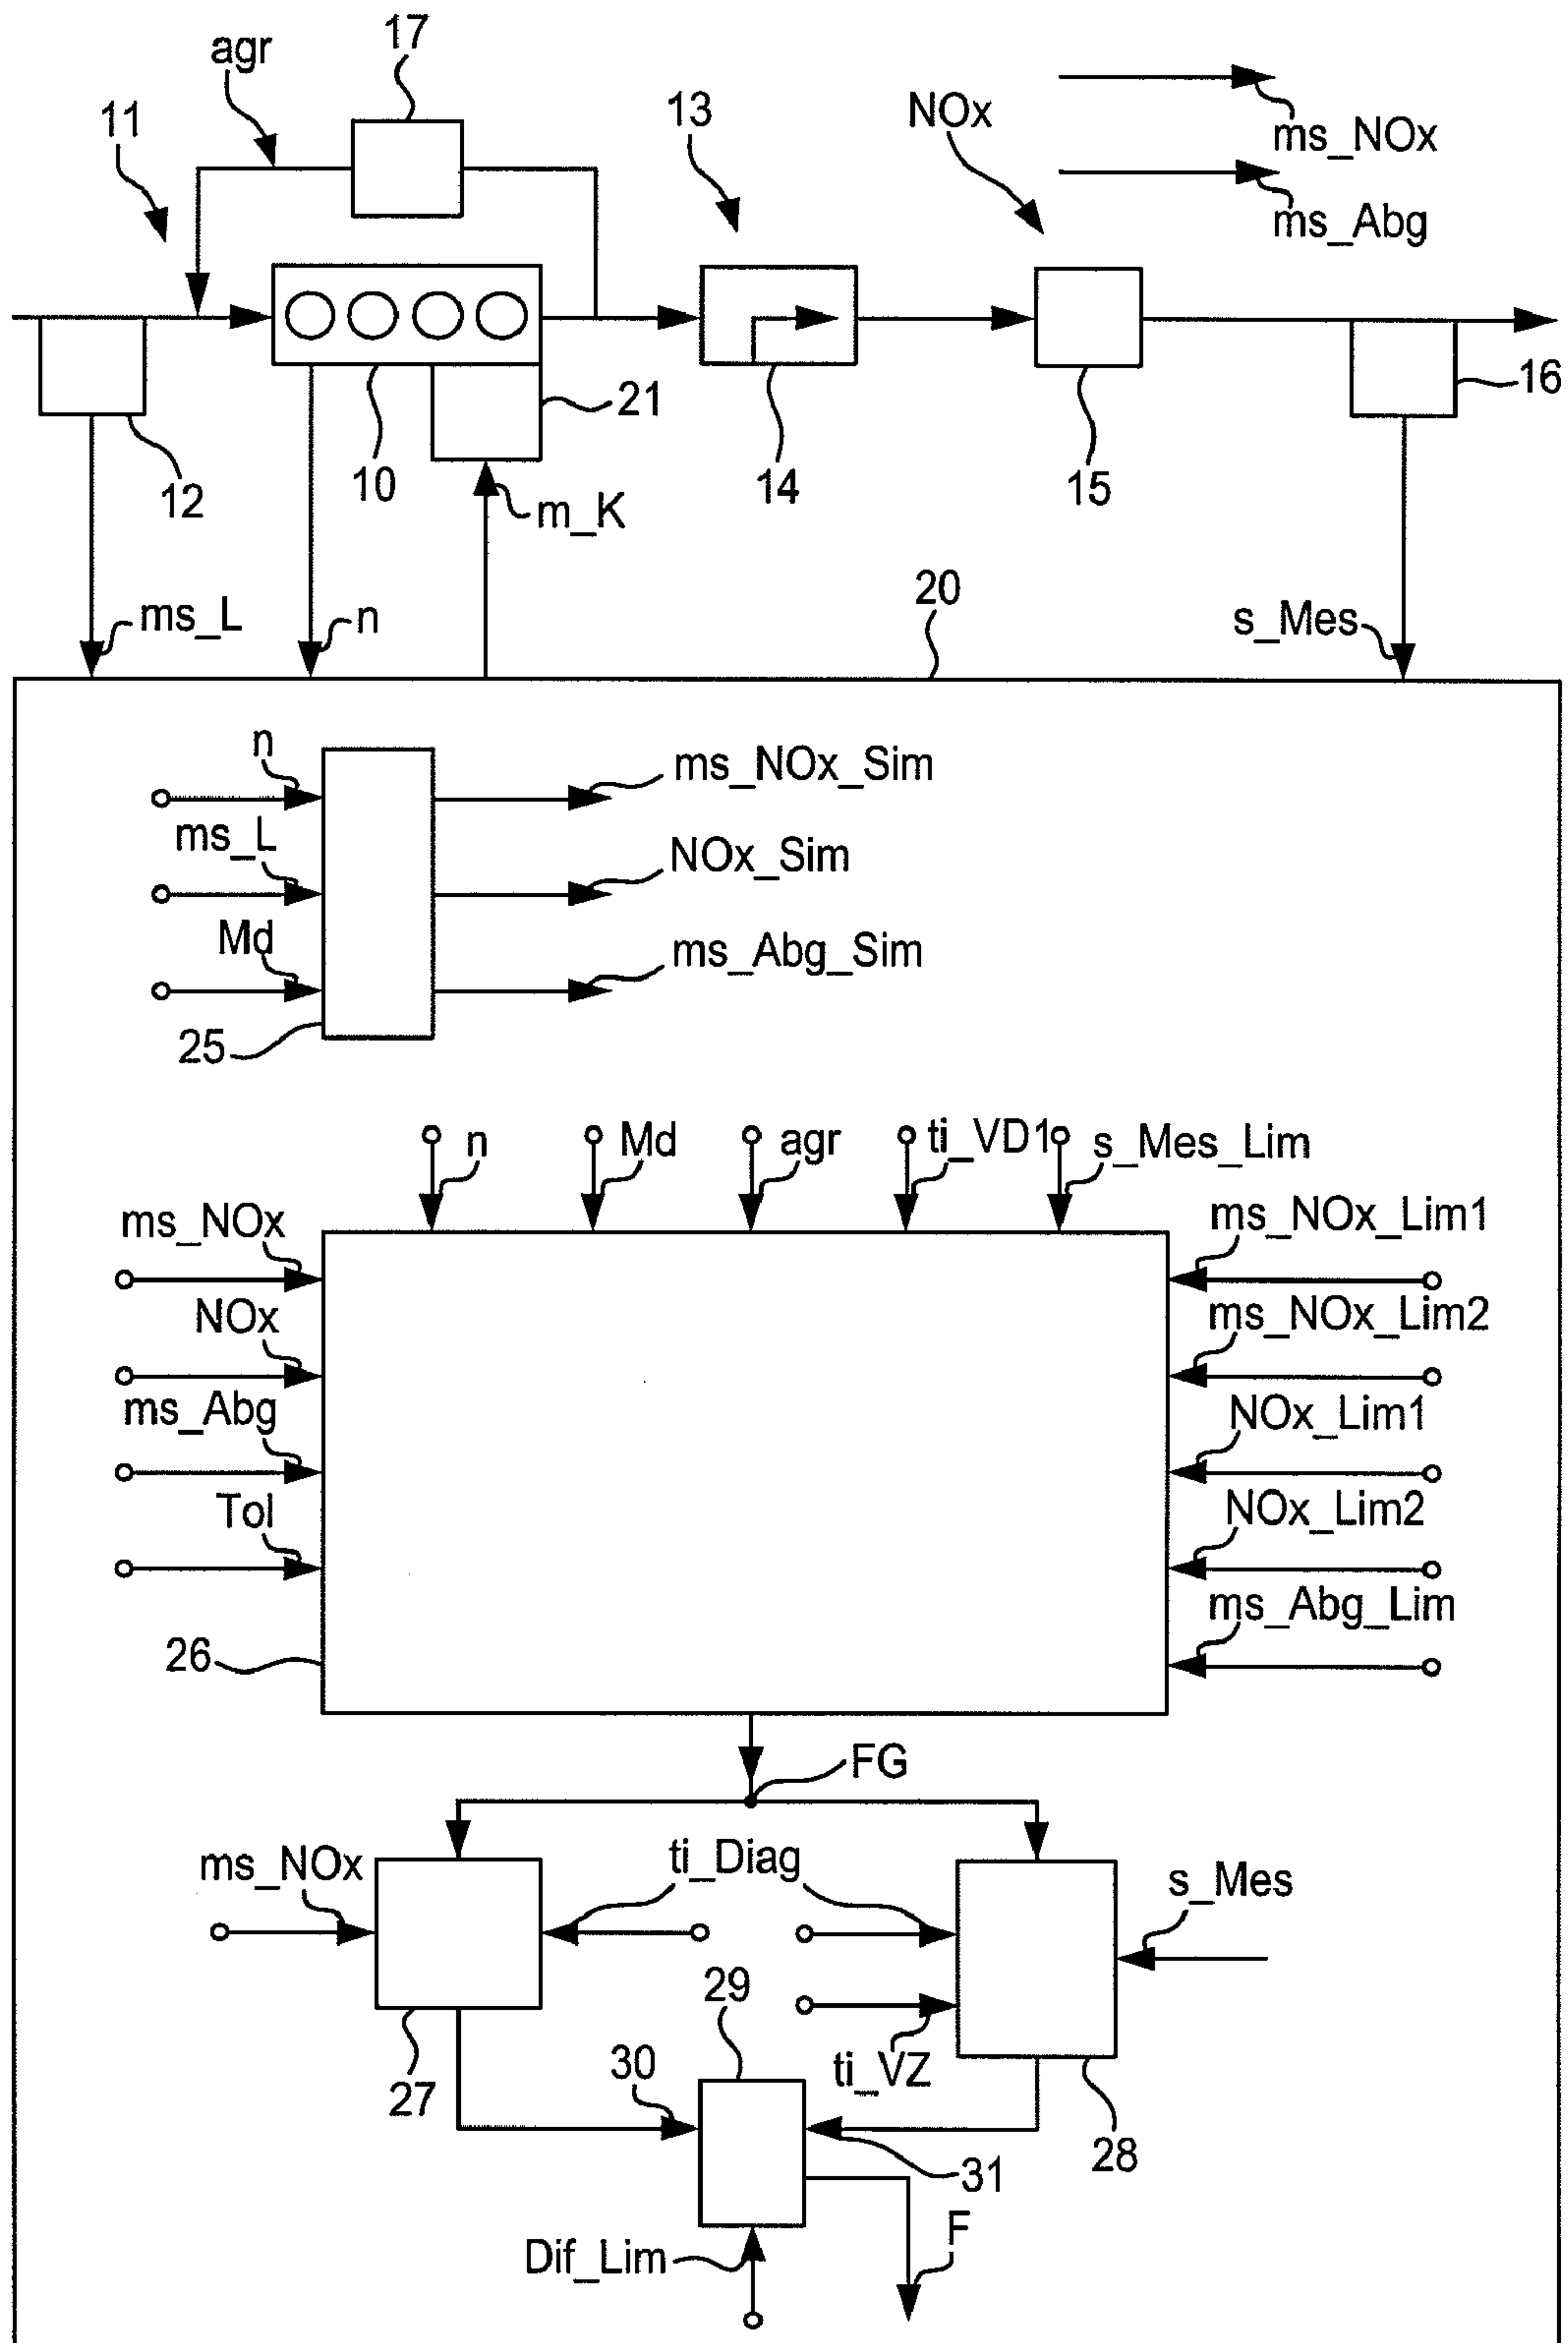 17
agr
11
13
NOx
ms_NOx
ms_Abg
12
10
21
14
15
16
m_K
ms_L
n
20
s_Mes
n
ms_NOx_Sim
ms_L
NOx_Sim
Md
ms_Abg_Sim
25
n
Md
agr
ti_VD1
s_Mes_Lim
ms_NOx
ms_NOx_Lim1
NOx
ms_NOx_Lim2
ms_Abg
NOx_Lim1
Tol
NOx_Lim2
ms_Abg_Lim
26
FG
ms_NOx
ti_Diag
s_Mes
29
27
30
ti_VZ
28
31
Dif_Lim
F